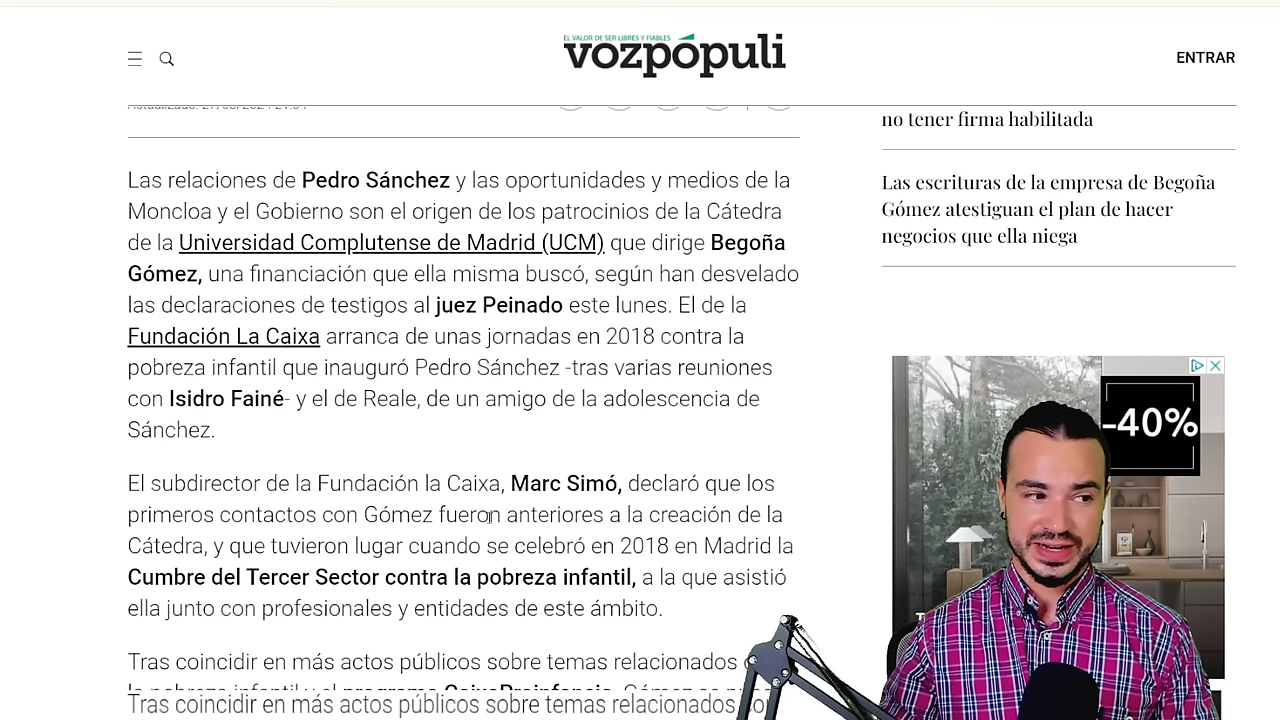 EL VALOR DE SER LIBRES Y FIABLES
vozpópuli
ENTRAR
no tener firma habilitada
Las relaciones de Pedro Sánchez y las oportunidades y medios de la
Moncloa y el Gobierno son el origen de los patrocinios de la Cátedra
de la Universidad Complutense de Madrid (UCM) que dirige Begoña
Gómez, una financiación que ella misma buscó, según han desvelado
las declaraciones de testigos al juez Peinado este lunes. El de la
Fundación La Caixa arranca de unas jornadas en 2018 contra la
pobreza infantil que inauguró Pedro Sánchez -tras varias reuniones
con Isidro Fainé- y el de Reale, de un amigo de la adolescencia de
Sánchez.
El subdirector de la Fundación la Caixa, Marc Simó, declaró que los
primeros contactos con Gómez fueron anteriores a la creación de la
Cátedra, y que tuvieron lugar cuando se celebró en 2018 en Madrid la
Cumbre del Tercer Sector contra la pobreza infantil, a la que asistió
ella junto con profesionales y entidades de este ámbito.
Tras coincidir en más actos públicos sobre temas relacionados
la pobreza infantil y el programa CaixaProinfancia, Gómez se
Tras coincidir en más actos públicos sobre temas relacionados con
Las escrituras de la empresa de Begoña
Gómez atestiguan el plan de hacer
negocios que ella niega
-40%